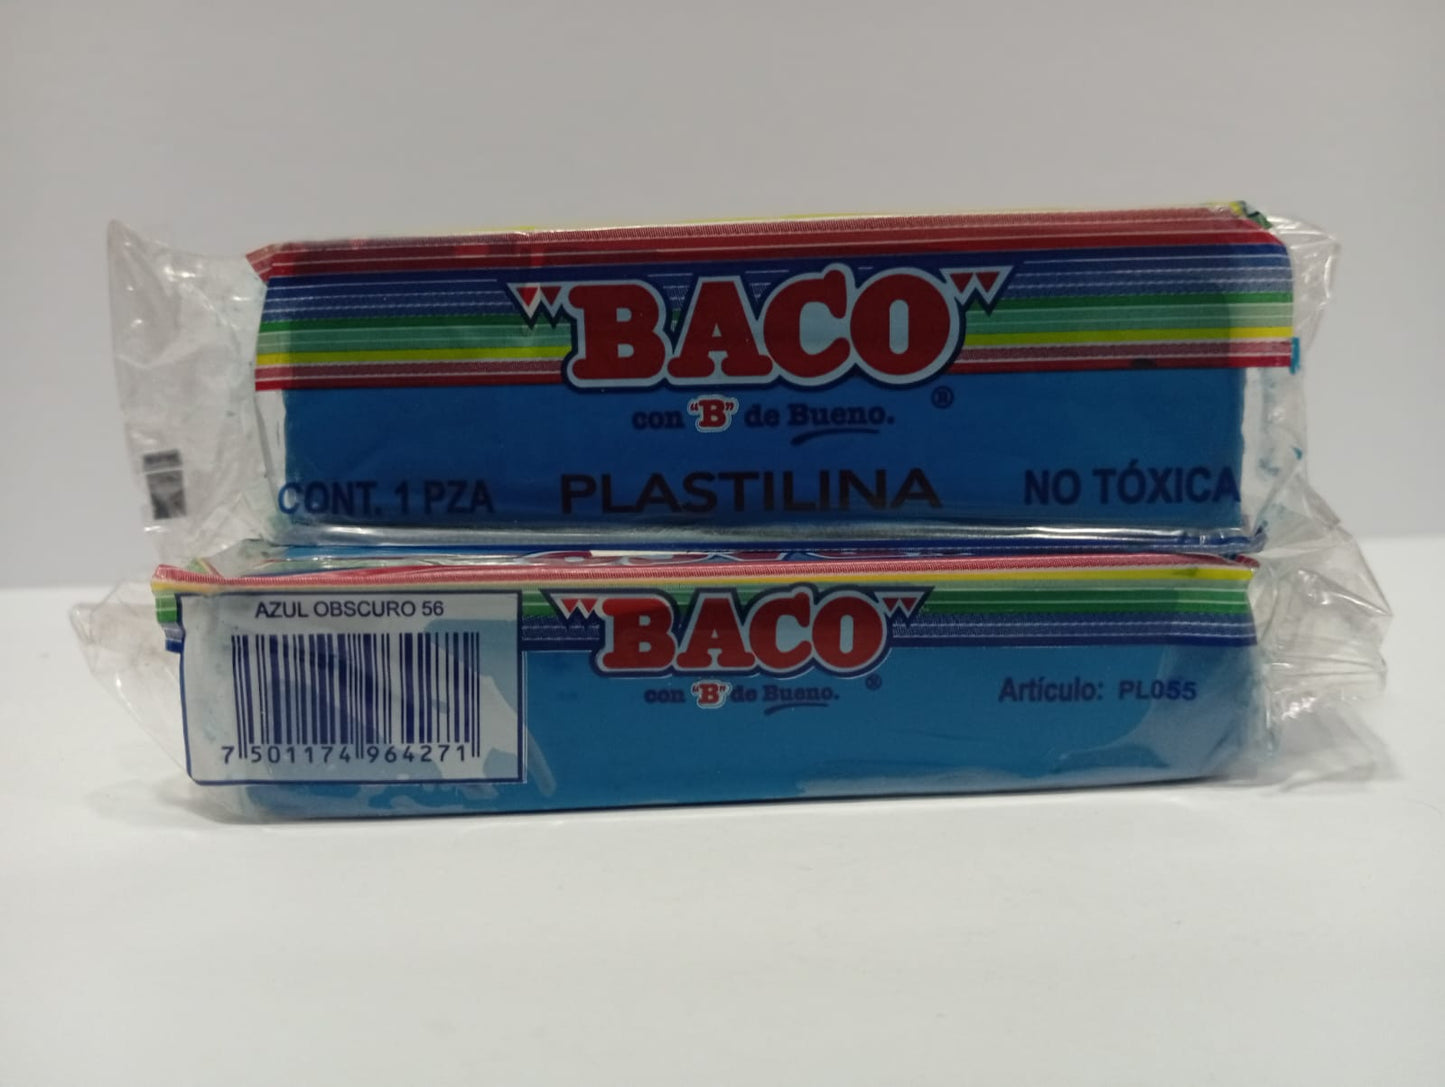 "BACO"
®
con "B" de Bueno.
CONT. 1 PZA PLASTILINA NO TÓXICA
AZUL OBSCURO 56
7 501174 964271
"BACO"
®
con "B" de Bueno.
Artículo: PL055